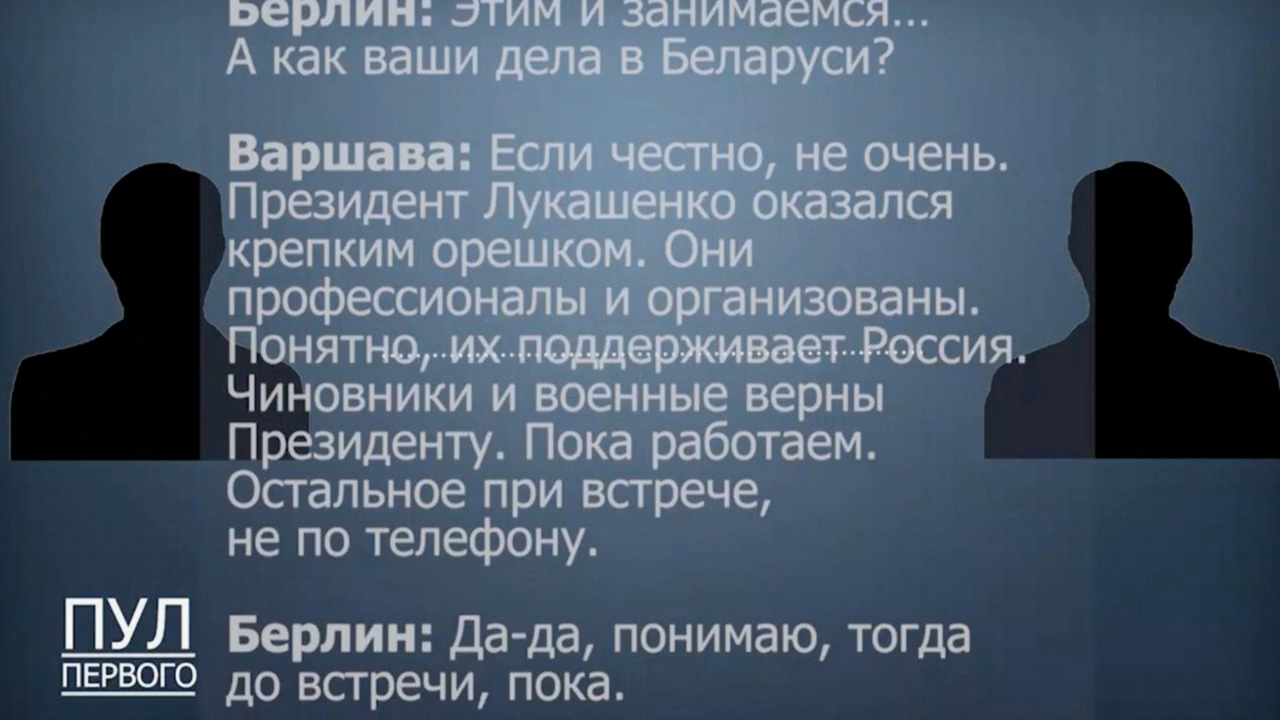 Берлин: Этим и занимаемся...
А как ваши дела в Беларуси?
Варшава: Если честно, не очень.
Президент Лукашенко оказался
крепким орешком. Они
профессионалы и организованы.
Понятно, их поддерживает Россия.
Чиновники и военные верны
Президенту. Пока работаем.
Остальное при встрече,
не по телефону.
Берлин: Да-да, понимаю, тогда
до встречи, пока.
ПУЛ
ПЕРВОГО